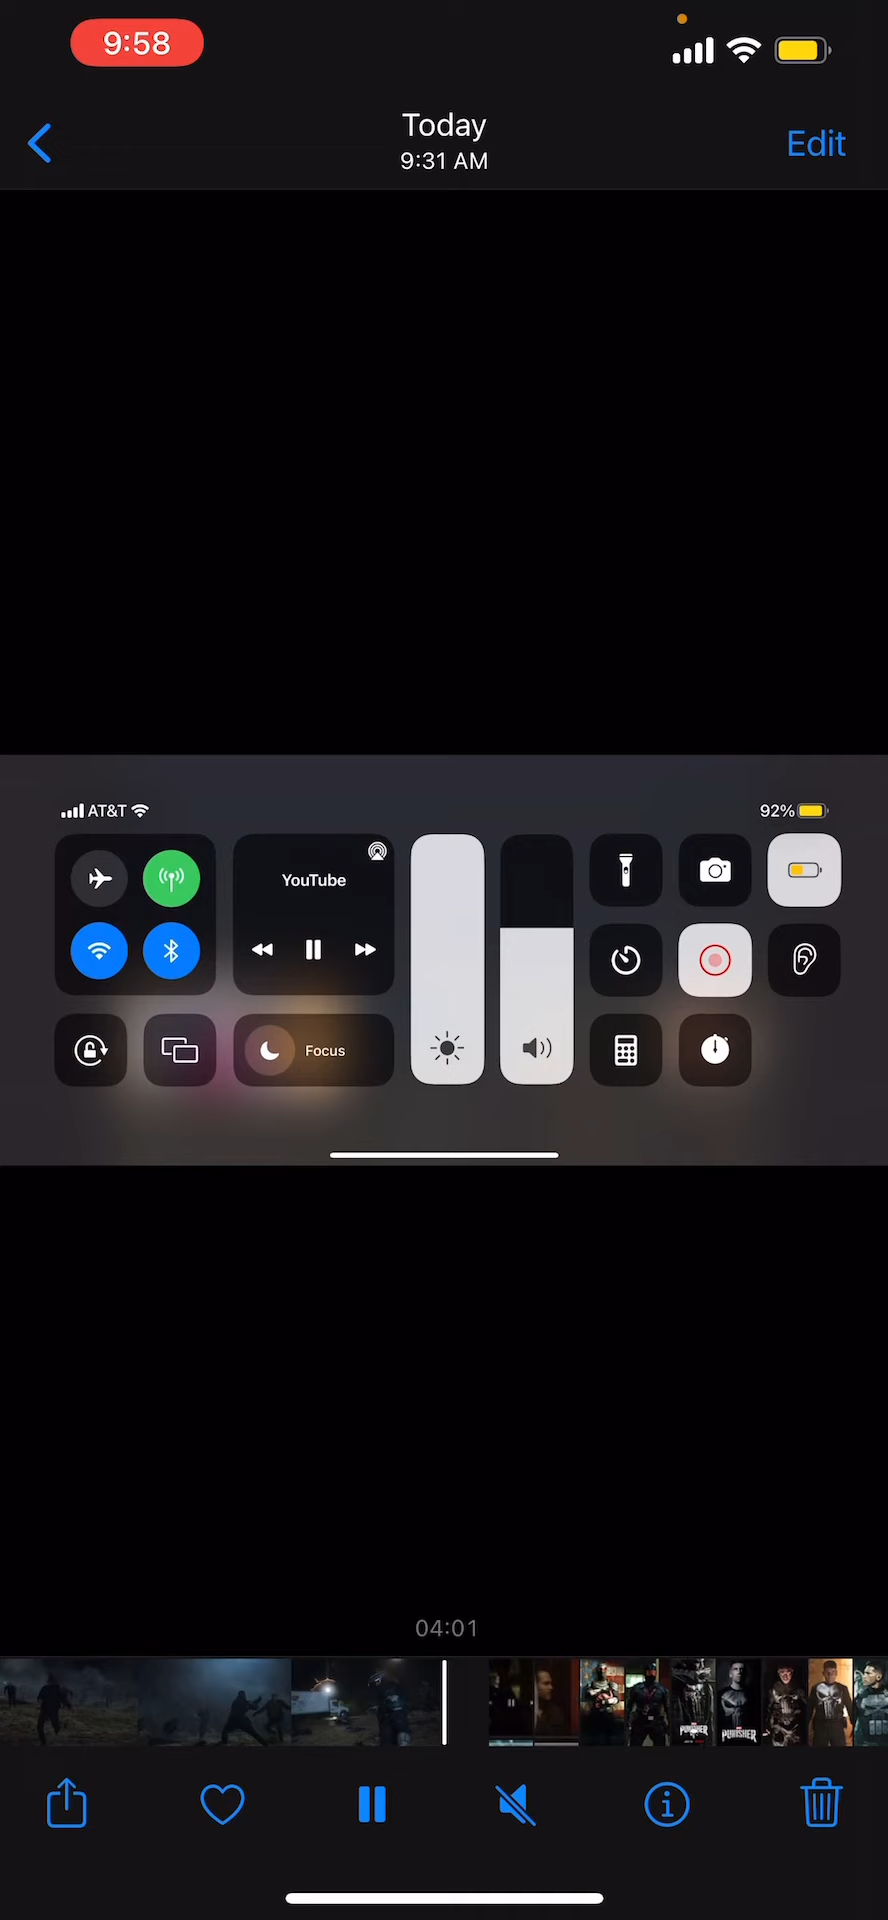 9:58
Today
9:31 AM
Edit
AT&T
92%
YouTube
Focus
04:01
PUNISHER
PUNISHER